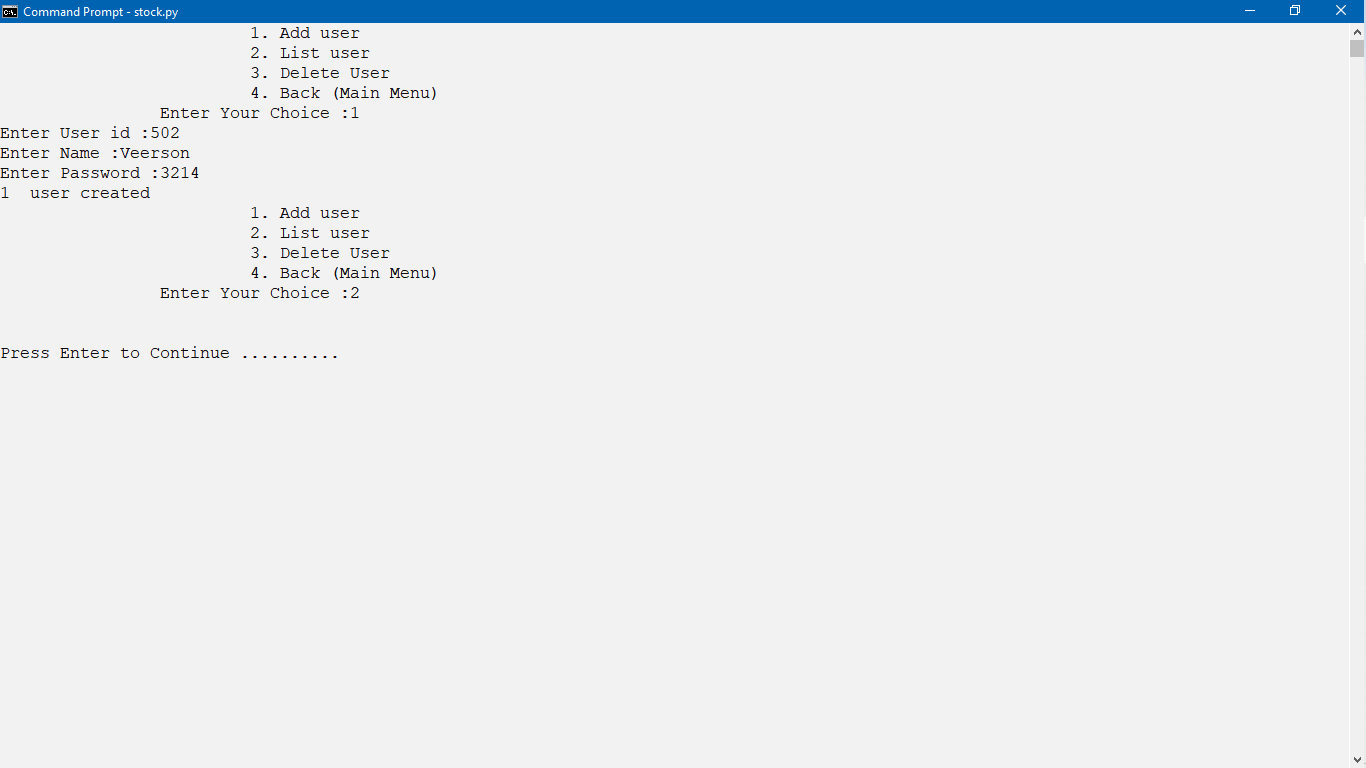 Command Prompt - stock.py
1. Add user
2. List user
3. Delete User
4. Back (Main Menu)
Enter Your Choice :1
Enter User id :502
Enter Name :Veerson
Enter Password :3214
1  user created
1. Add user
2. List user
3. Delete User
4. Back (Main Menu)
Enter Your Choice :2
Press Enter to Continue ..........